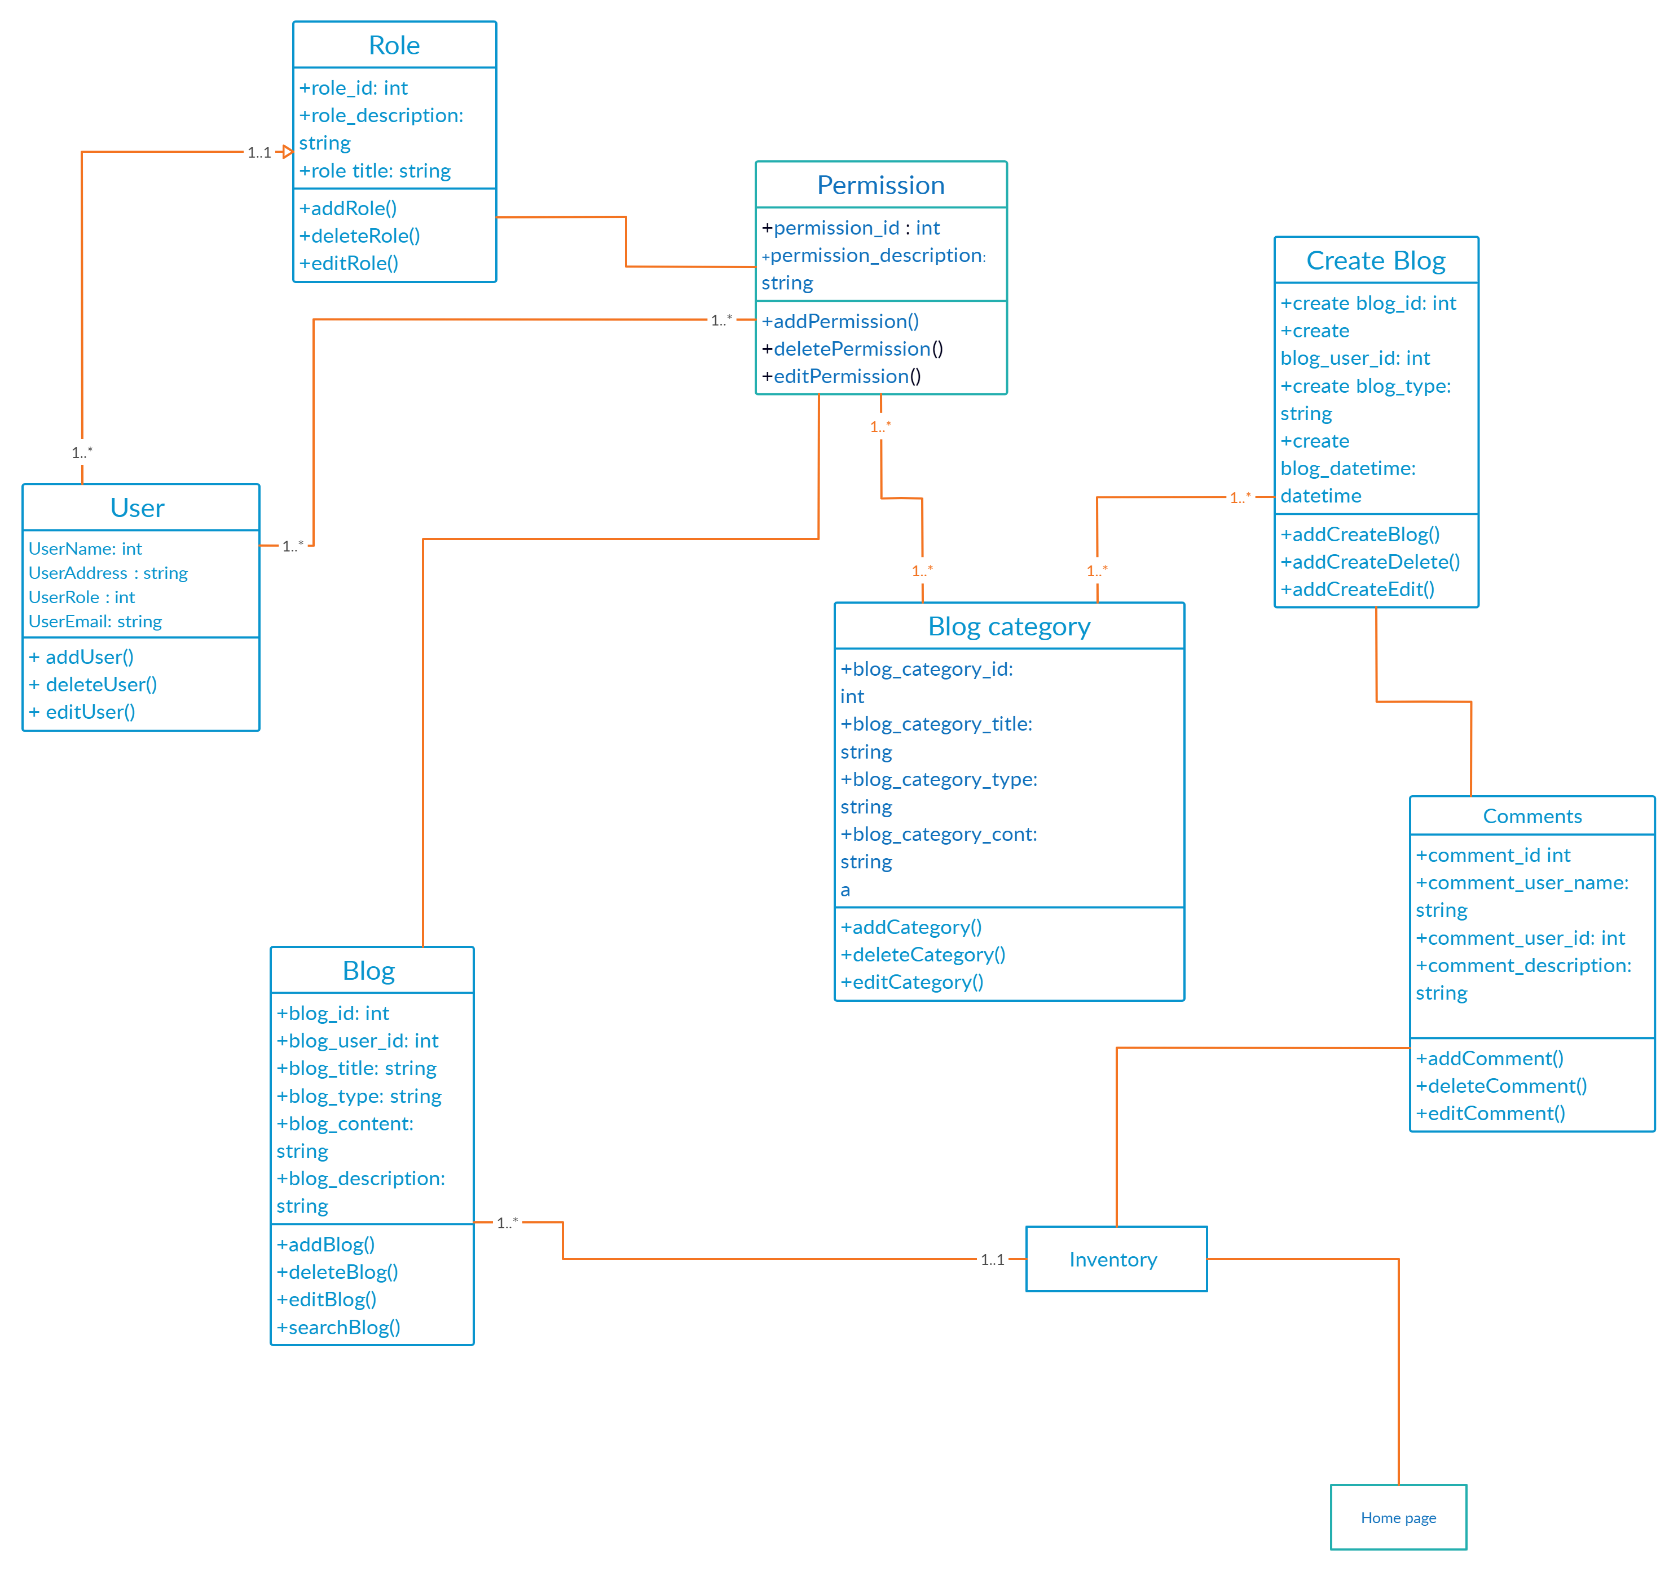 Role
+role_id: int
+role_description:
string
+role title: string
+addRole()
+deleteRole()
+editRole()
1..1
1..*
Permission
+permission_id : int
+permission_description:
string
+addPermission()
+deletePermission()
+editPermission()
1..*
1..*
1..*
1..*
Create Blog
+create blog_id: int
+create
blog_user_id: int
+create blog_type:
string
+create
blog_datetime:
datetime
+addCreateBlog()
+addCreateDelete()
+addCreateEdit()
1..*
1..*
User
UserName: int
UserAddress : string
UserRole : int
UserEmail: string
+ addUser()
+ deleteUser()
+ editUser()
Blog category
+blog_category_id:
int
+blog_category_title:
string
+blog_category_type:
string
+blog_category_cont:
string
a
+addCategory()
+deleteCategory()
+editCategory()
Comments
+comment_id int
+comment_user_name:
string
+comment_user_id: int
+comment_description:
string
+addComment()
+deleteComment()
+editComment()
Blog
+blog_id: int
+blog_user_id: int
+blog_title: string
+blog_type: string
+blog_content:
string
+blog_description:
string
+addBlog()
+deleteBlog()
+editBlog()
+searchBlog()
1..*
1..1
Inventory
Home page